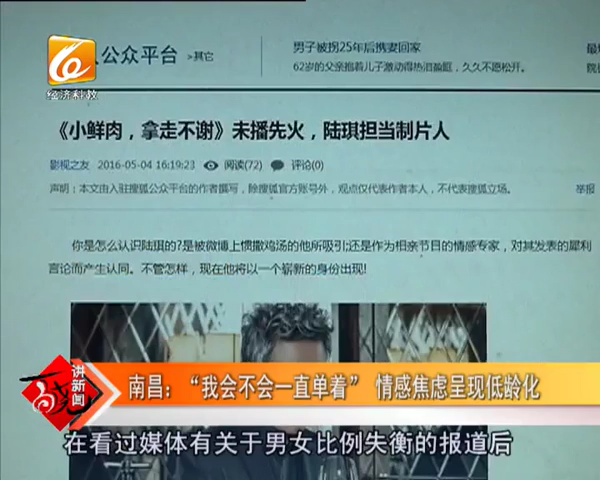 公众平台 >其它
男子被拐25年后携妻回家
62岁的父亲抱着儿子激动得热泪盈眶，久久不愿松开。
经济科教
《小鲜肉，拿走不谢》未播先火，陆琪担当制片人
影视之友 2016-05-04 16:19:23 阅读(72) 评论(0)
声明：本文由入驻搜狐公众平台的作者撰写，除搜狐官方账号外，观点仅代表作者本人，不代表搜狐立场。 举报
你是怎么认识陆琪的?是被微博上惯撒鸡汤的他所吸引;还是作为相亲节目的情感专家，对其发表的犀利
言论而产生认同。不管怎样，现在他将以一个崭新的身份出现!
讲新闻
南昌：“我会不会一直单着” 情感焦虑呈现低龄化
在看过媒体有关于男女比例失衡的报道后